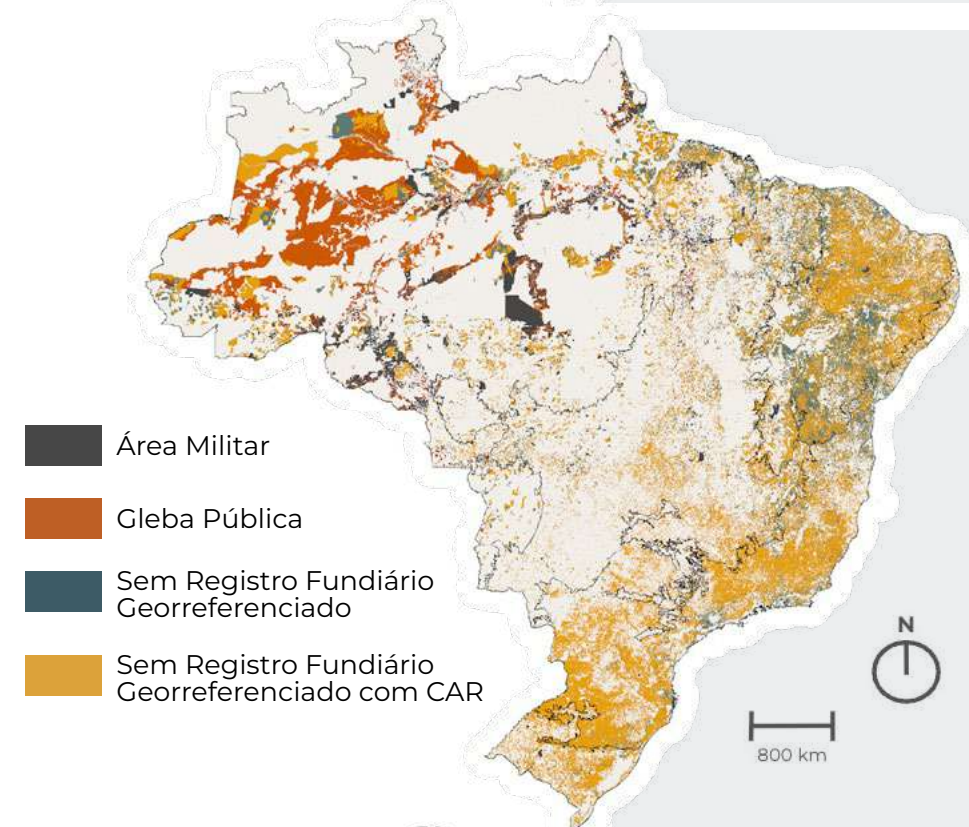 Área Militar
Gleba Pública
Sem Registro Fundiário
Georreferenciado
Sem Registro Fundiário
Georreferenciado com CAR
N
800 km